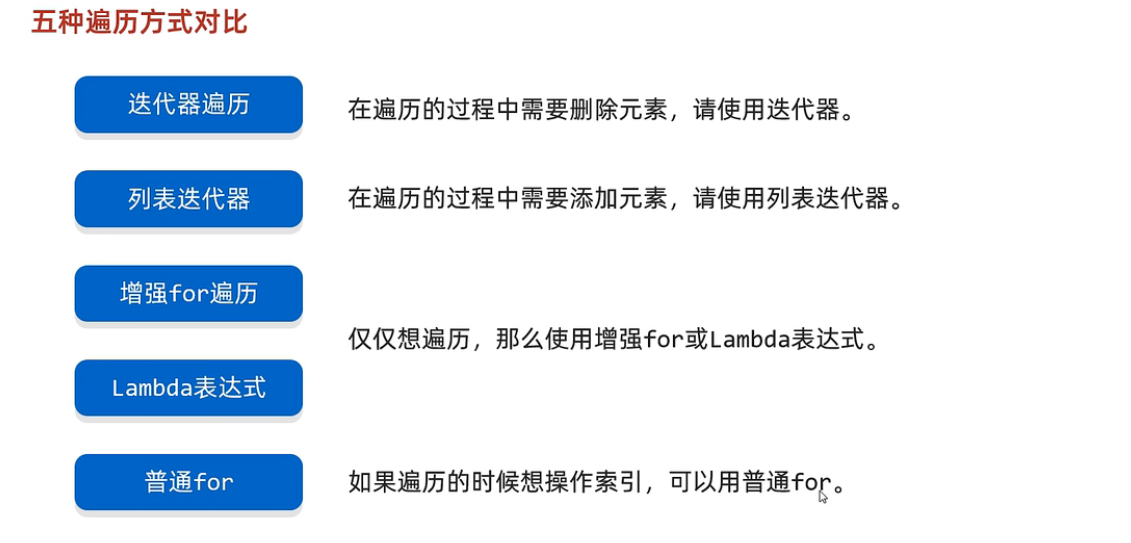 五种遍历方式对比
迭代器遍历
在遍历的过程中需要删除元素，请使用迭代器。
列表迭代器
在遍历的过程中需要添加元素，请使用列表迭代器。
增强for遍历
仅仅想遍历，那么使用增强for或Lambda表达式。
Lambda表达式
普通for
如果遍历的时候想操作索引，可以用普通for。